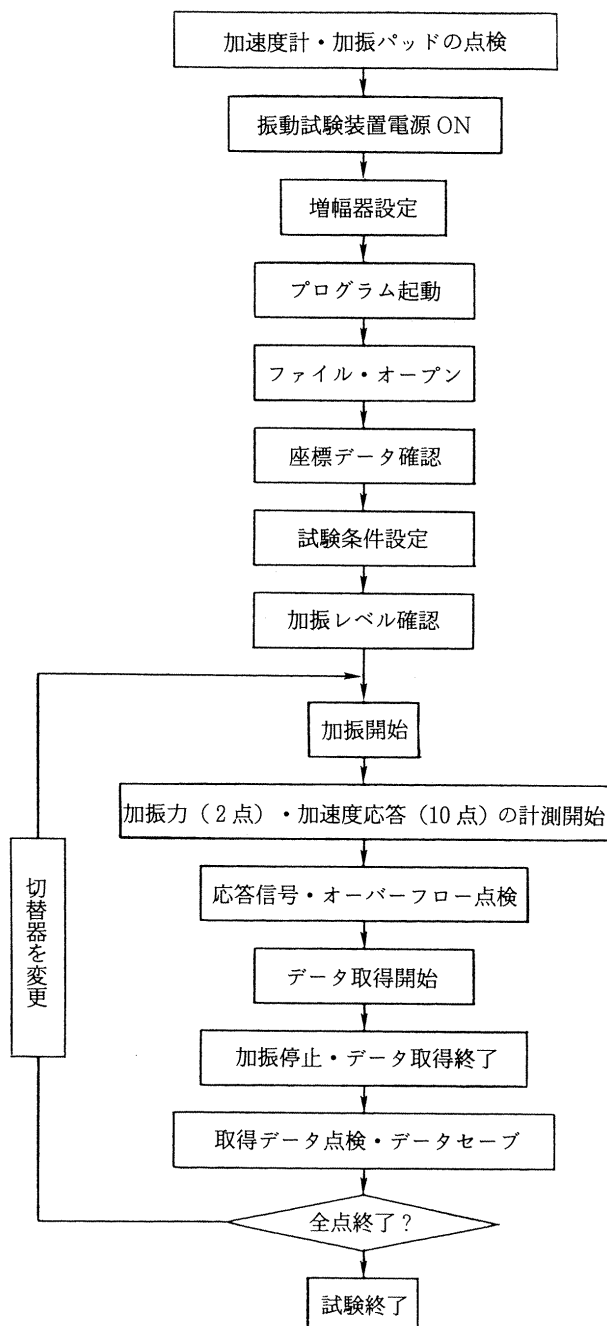 加速度計・加振パッドの点検
振動試験装置電源 ON
増幅器設定
プログラム起動
ファイル・オープン
座標データ確認
試験条件設定
加振レベル確認
加振開始
加振力（2点）・加速度応答（10点）の計測開始
応答信号・オーバーフロー点検
データ取得開始
加振停止・データ取得終了
取得データ点検・データセーブ
全点終了？
試験終了
切替器を変更